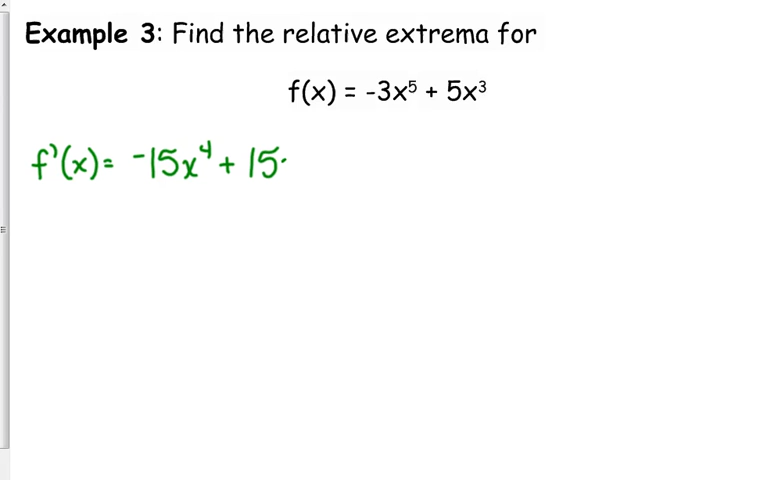 Example 3: Find the relative extrema for
f(x) = -3x⁵ + 5x³
f'(x) = -15x⁴ + 15